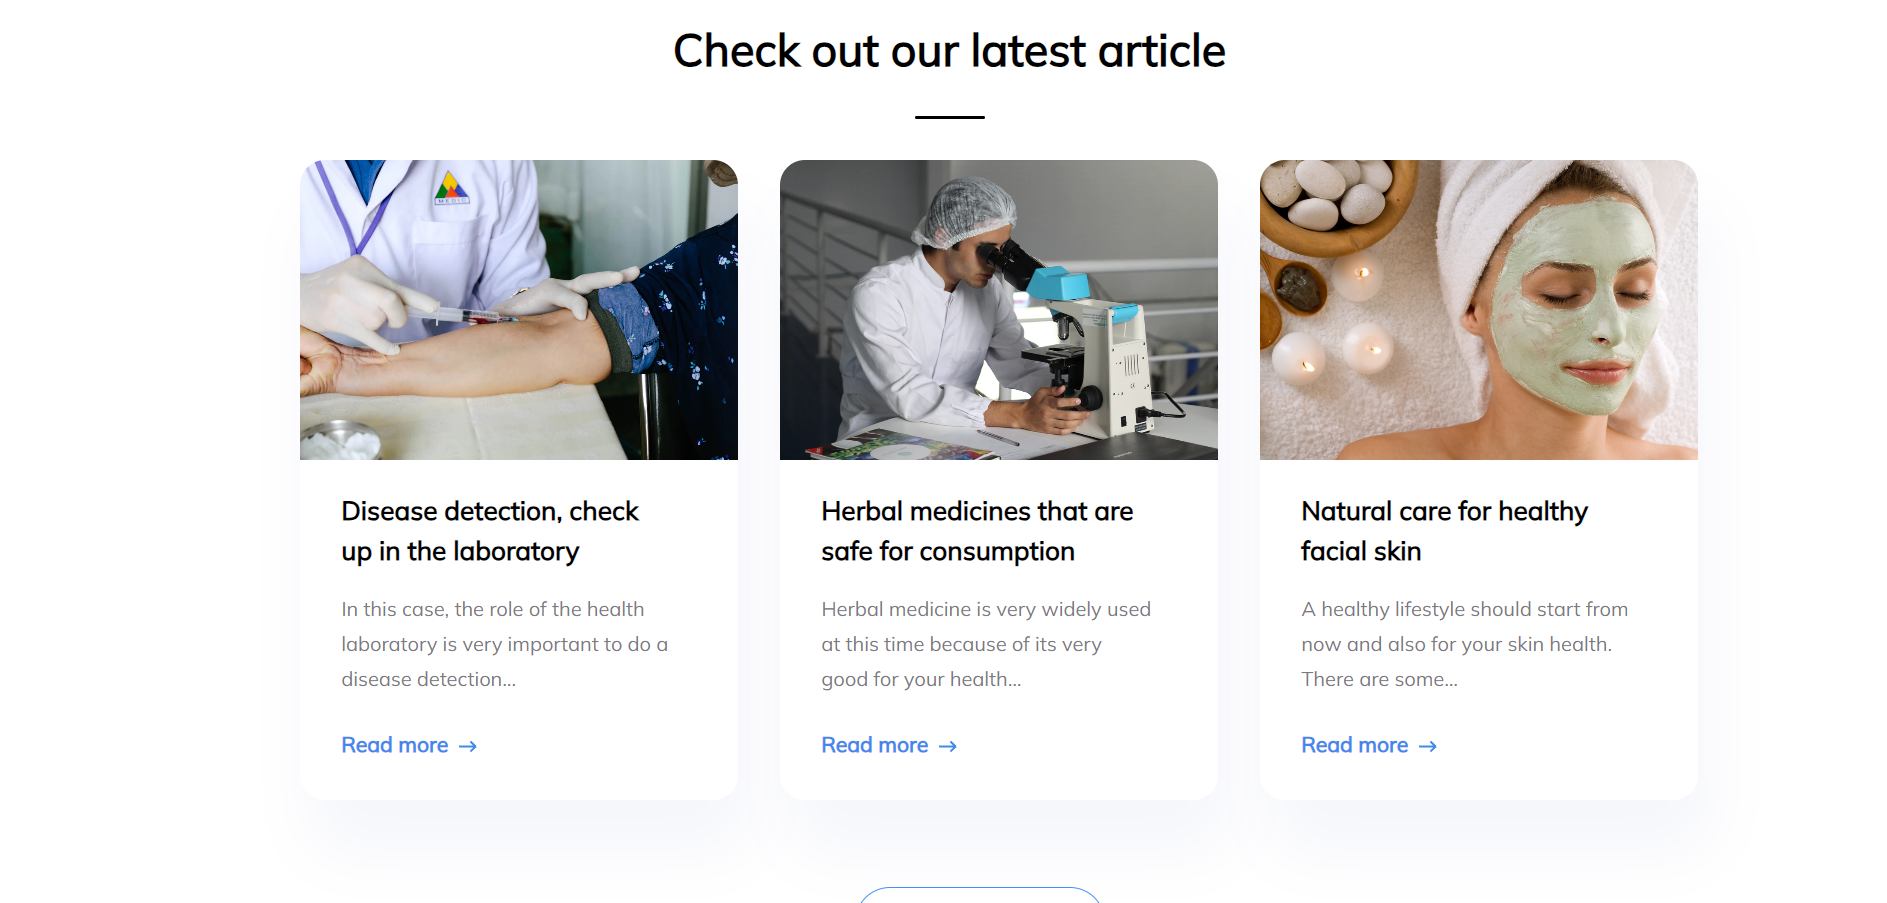 Check out our latest article
MEDIC
Disease detection, check
up in the laboratory
In this case, the role of the health
laboratory is very important to do a
disease detection...
Read more →
Herbal medicines that are
safe for consumption
Herbal medicine is very widely used
at this time because of its very
good for your health...
Read more →
Natural care for healthy
facial skin
A healthy lifestyle should start from
now and also for your skin health.
There are some...
Read more →